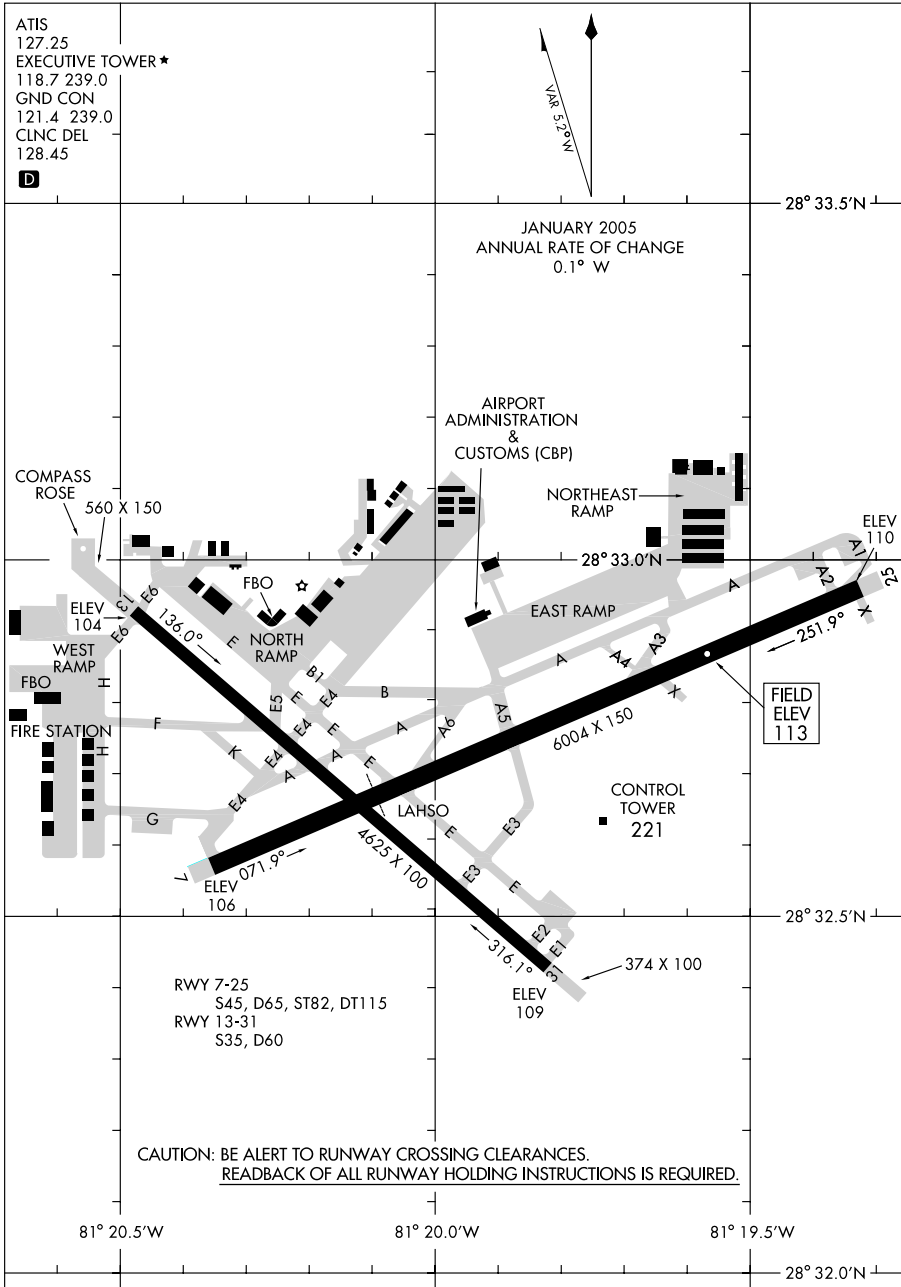 ATIS
127.25
EXECUTIVE TOWER★
118.7 239.0
GND CON
121.4 239.0
CLNC DEL
128.45
D
VAR 5.2° W
28° 33.5'N
JANUARY 2005
ANNUAL RATE OF CHANGE
0.1° W
AIRPORT
ADMINISTRATION
&
CUSTOMS (CBP)
COMPASS
ROSE
560 X 150
NORTHEAST
RAMP
ELEV
110
28° 33.0'N
A1
A2
25
X
A
13
E6
ELEV
104
E6
136.0°
FBO
NORTH
RAMP
E
EAST RAMP
251.9°
WEST
RAMP
FBO
H
FIRE STATION
H
F
K
E5
B1
E
E4
E
E4
E4
B
A
A
A
A6
A5
A
A4
A3
X
FIELD
ELEV
113
6004 X 150
E4
G
E
LAHSO
E
E3
CONTROL
TOWER
221
7
071.9°
ELEV
106
4625 X 100
E3
E
28° 32.5'N
E2
E1
316.1°
31
374 X 100
ELEV
109
RWY 7-25
S45, D65, ST82, DT115
RWY 13-31
S35, D60
CAUTION: BE ALERT TO RUNWAY CROSSING CLEARANCES.
READBACK OF ALL RUNWAY HOLDING INSTRUCTIONS IS REQUIRED.
81° 20.5'W
81° 20.0'W
81° 19.5'W
28° 32.0'N